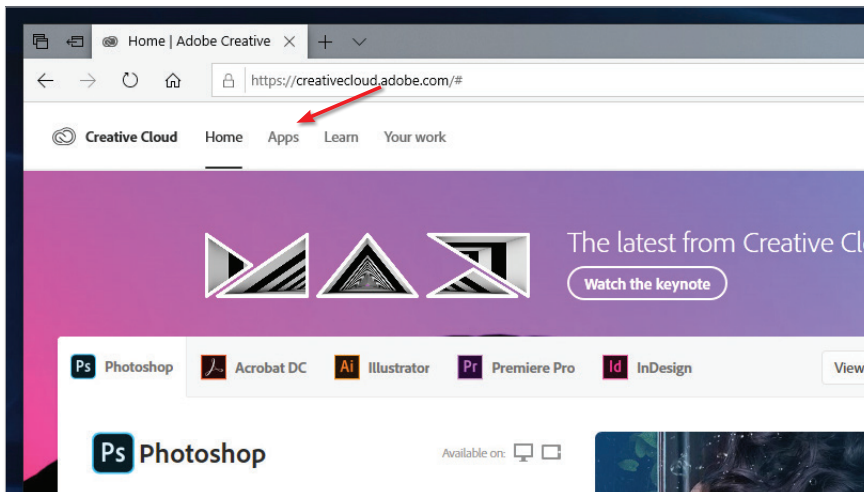 Home | Adobe Creative
https://creativecloud.adobe.com/#
Creative Cloud Home Apps Learn Your work
The latest from Creative Cl
Watch the keynote
Ps Photoshop Acrobat DC Ai Illustrator Pr Premiere Pro Id InDesign View
Ps Photoshop Available on: